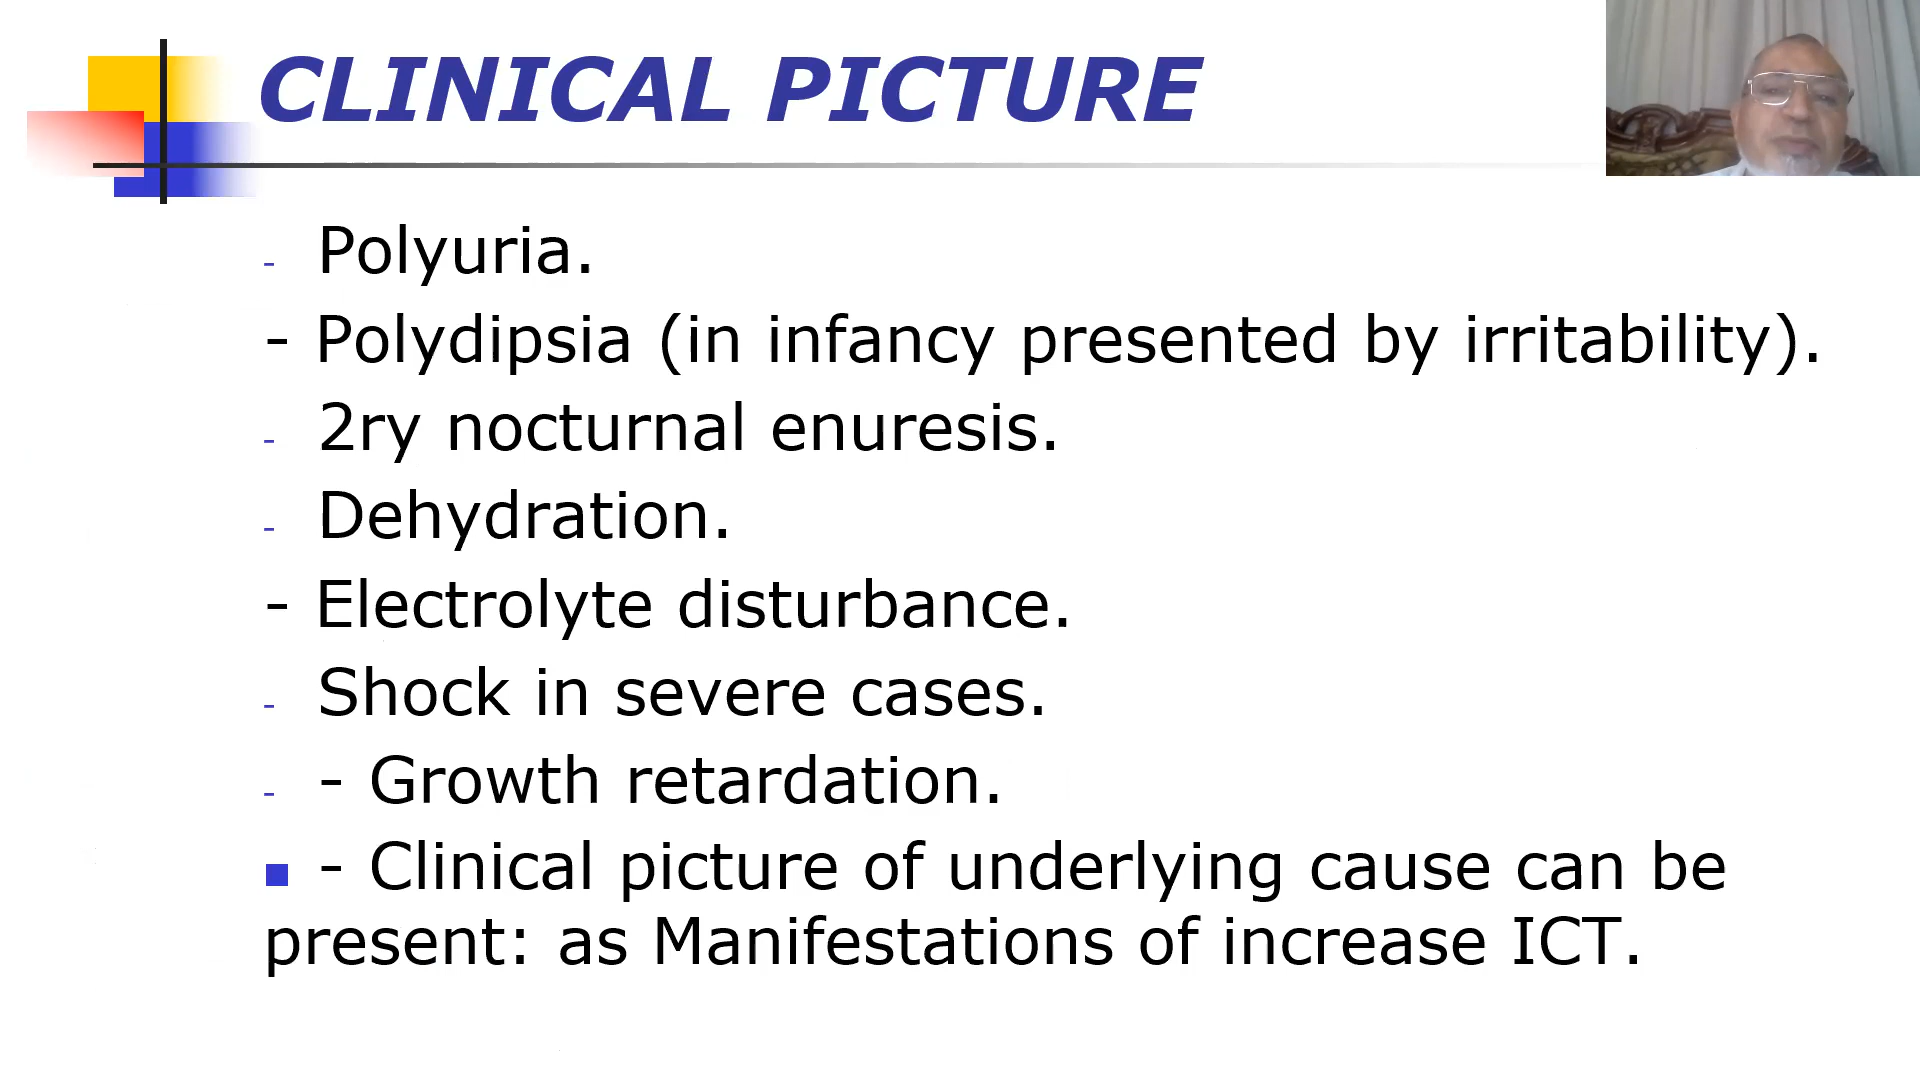 CLINICAL PICTURE
- Polyuria.
- Polydipsia (in infancy presented by irritability).
- 2ry nocturnal enuresis.
- Dehydration.
- Electrolyte disturbance.
- Shock in severe cases.
- - Growth retardation.
■ - Clinical picture of underlying cause can be
present: as Manifestations of increase ICT.